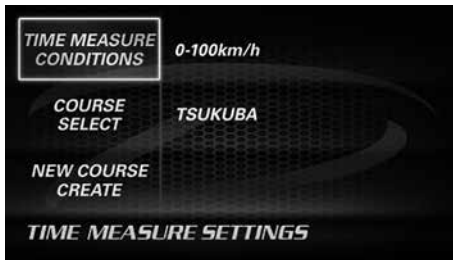 TIME MEASURE
CONDITIONS
0-100km/h
COURSE
SELECT
TSUKUBA
NEW COURSE
CREATE
TIME MEASURE SETTINGS